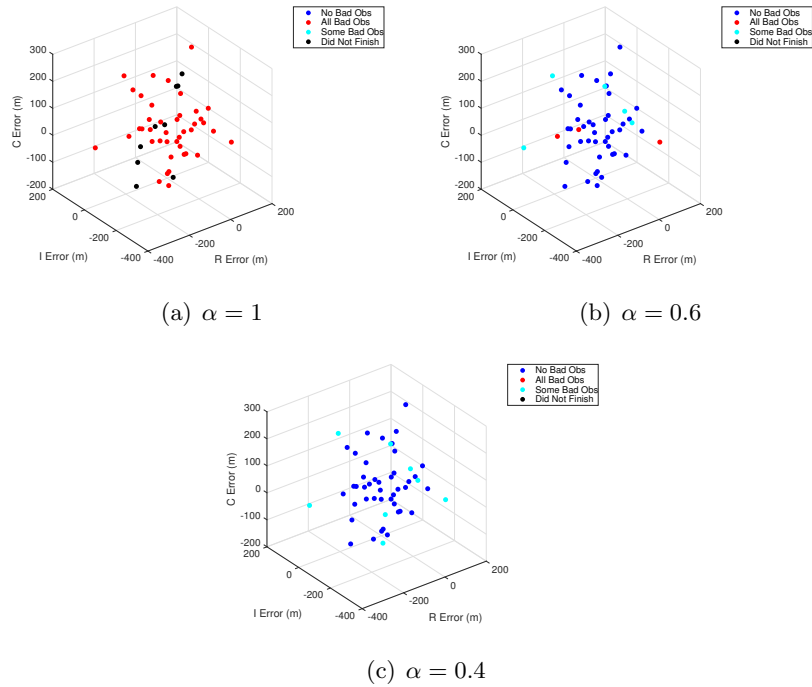 No Bad Obs
All Bad Obs
Some Bad Obs
Did Not Finish
300
200
100
0
-100
-200
200
0
-200
-400
-400
-200
0
200
C Error (m)
I Error (m)
R Error (m)
(a) α = 1
No Bad Obs
All Bad Obs
Some Bad Obs
Did Not Finish
300
200
100
0
-100
-200
200
0
-200
-400
-400
-200
0
200
C Error (m)
I Error (m)
R Error (m)
(b) α = 0.6
No Bad Obs
All Bad Obs
Some Bad Obs
Did Not Finish
300
200
100
0
-100
-200
200
0
-200
-400
-400
-200
0
200
C Error (m)
I Error (m)
R Error (m)
(c) α = 0.4